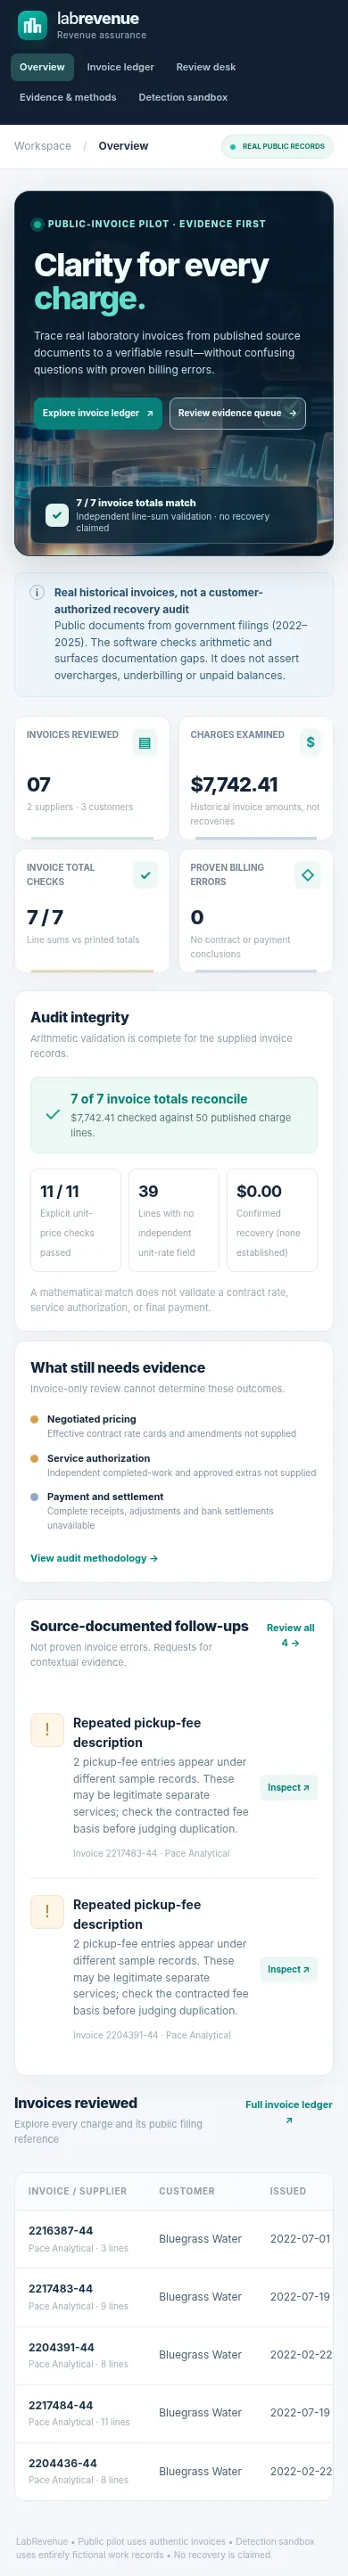 labrevenue
Revenue assurance
Overview
Invoice ledger
Review desk
Evidence & methods
Detection sandbox
Workspace / Overview
REAL PUBLIC RECORDS
PUBLIC-INVOICE PILOT · EVIDENCE FIRST
Clarity for every
charge.
Trace real laboratory invoices from published source
documents to a verifiable result—without confusing
questions with proven billing errors.
Explore invoice ledger ↗
Review evidence queue →
7 / 7 invoice totals match
Independent line-sum validation · no recovery
claimed
Real historical invoices, not a customer-
authorized recovery audit
Public documents from government filings (2022–
2025). The software checks arithmetic and
surfaces documentation gaps. It does not assert
overcharges, underbilling or unpaid balances.
INVOICES REVIEWED
07
2 suppliers · 3 customers
CHARGES EXAMINED
$
$7,742.41
Historical invoice amounts, not
recoveries
INVOICE TOTAL
CHECKS
7 / 7
Line sums vs printed totals
PROVEN BILLING
ERRORS
0
No contract or payment
conclusions
Audit integrity
Arithmetic validation is complete for the supplied invoice
records.
7 of 7 invoice totals reconcile
$7,742.41 checked against 50 published charge
lines.
11 / 11
Explicit unit-
price checks
passed
39
Lines with no
independent
unit-rate field
$0.00
Confirmed
recovery (none
established)
A mathematical match does not validate a contract rate,
service authorization, or final payment.
What still needs evidence
Invoice-only review cannot determine these outcomes.
Negotiated pricing
Effective contract rate cards and amendments not supplied
Service authorization
Independent completed-work and approved extras not supplied
Payment and settlement
Complete receipts, adjustments and bank settlements
unavailable
View audit methodology →
Source-documented follow-ups
Review all
4 →
Not proven invoice errors. Requests for
contextual evidence.
!
Repeated pickup-fee
description
2 pickup-fee entries appear under
different sample records. These
may be legitimate separate
services; check the contracted fee
basis before judging duplication.
Invoice 2217483-44 · Pace Analytical
Inspect ↗
!
Repeated pickup-fee
description
2 pickup-fee entries appear under
different sample records. These
may be legitimate separate
services; check the contracted fee
basis before judging duplication.
Invoice 2204391-44 · Pace Analytical
Inspect ↗
Invoices reviewed
Full invoice ledger
↗
Explore every charge and its public filing
reference
INVOICE / SUPPLIER CUSTOMER ISSUED
2216387-44
Pace Analytical · 3 lines
Bluegrass Water 2022-07-01
2217483-44
Pace Analytical · 9 lines
Bluegrass Water 2022-07-19
2204391-44
Pace Analytical · 8 lines
Bluegrass Water 2022-02-22
2217484-44
Pace Analytical · 11 lines
Bluegrass Water 2022-07-19
2204436-44
Pace Analytical · 8 lines
Bluegrass Water 2022-02-22
LabRevenue • Public pilot uses authentic invoices • Detection sandbox
uses entirely fictional work records • No recovery is claimed.